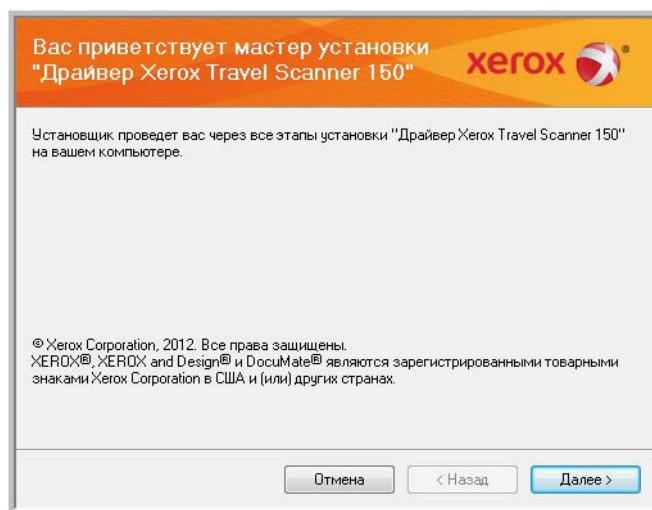 Вас приветствует мастер установки
"Драйвер Xerox Travel Scanner 150"
xerox
®
Установщик проведет вас через все этапы установки "Драйвер Xerox Travel Scanner 150"
на вашем компьютере.
© Xerox Corporation, 2012. Все права защищены.
XEROX®, XEROX and Design® и DocuMate® являются зарегистрированными товарными
знаками Xerox Corporation в США и (или) других странах.
Отмена
< Назад
Далее >